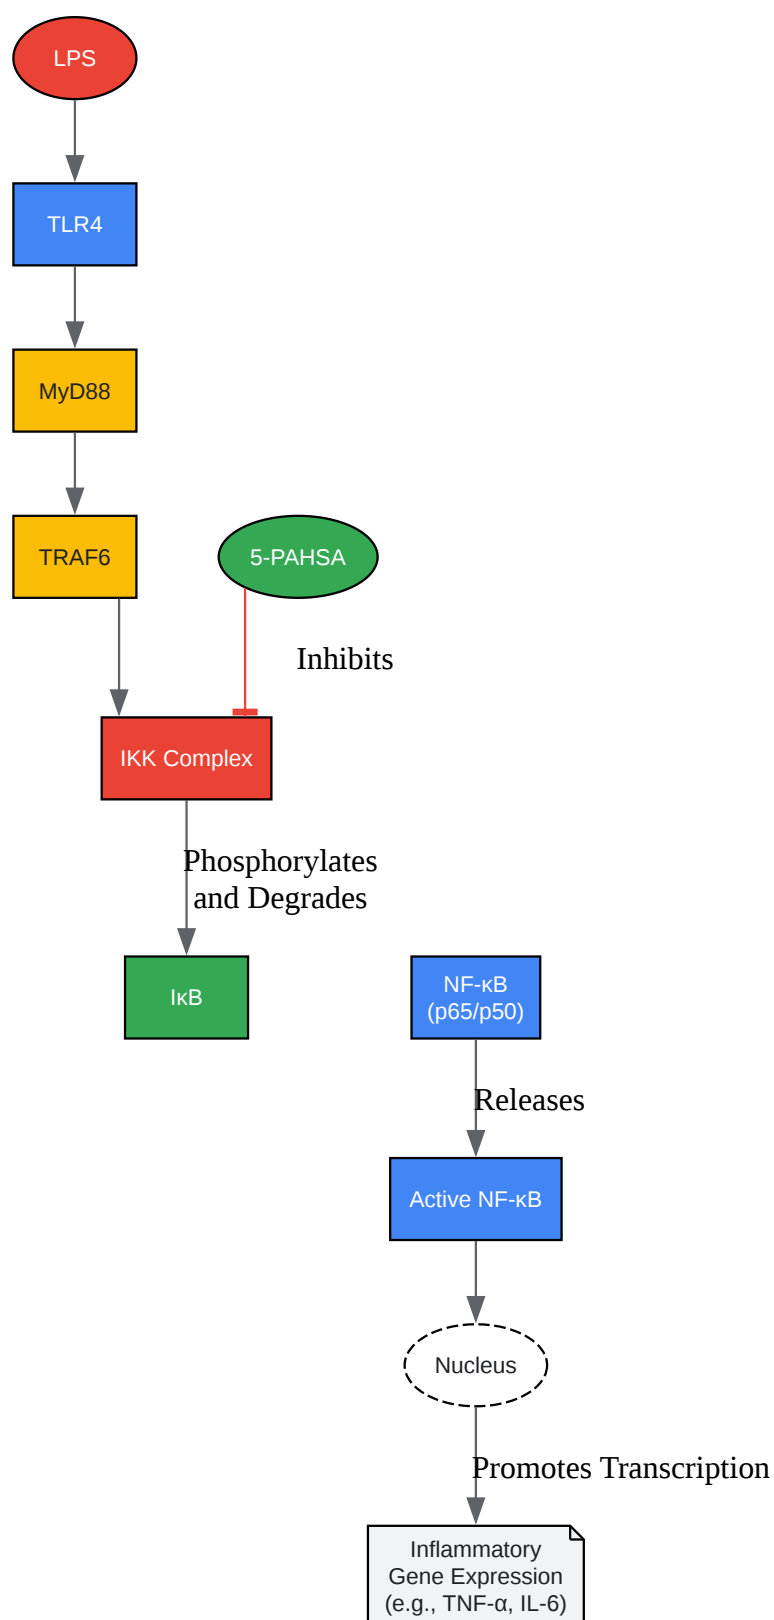 LPS
TLR4
MyD88
TRAF6
5-PAHSA
Inhibits
IKK Complex
Phosphorylates
and Degrades
IκB
NF-κB
(p65/p50)
Releases
Active NF-κB
Nucleus
Promotes Transcription
Inflammatory
Gene Expression
(e.g., TNF-α, IL-6)